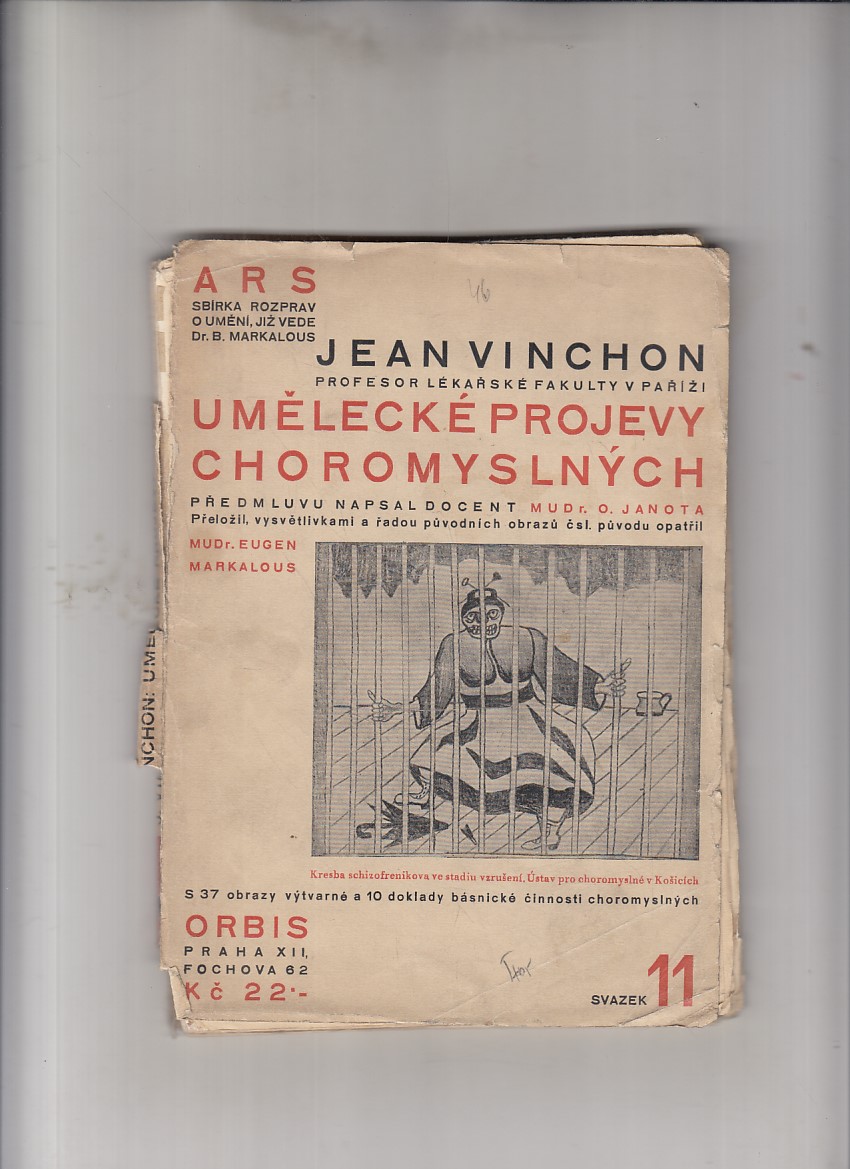 ARS
SBÍRKA ROZPRAV
O UMĚNÍ, JIŽ VEDE
Dr. B. MARKALOUS
JEAN VINCHON
PROFESOR LÉKAŘSKÉ FAKULTY V PAŘÍŽI
UMĚLECKÉ PROJEVY
CHOROMYSLNÝCH
PŘEDMLUVU NAPSAL DOCENT MUDr. O. JANOTA
Přeložil, vysvětlivkami a řadou původních obrazů čsl. původu opatřil
MUDr. EUGEN
MARKALOUS
Kresba schizofrenikova ve stadiu vzrušení. Ústav pro choromyslné v Košicích
S 37 obrazy výtvarné a 10 doklady básnické činnosti choromyslných
ORBIS
PRAHA XII,
FOCHOVA 62
Kč 22·-
SVAZEK 11
NCHON: UMĚ
46